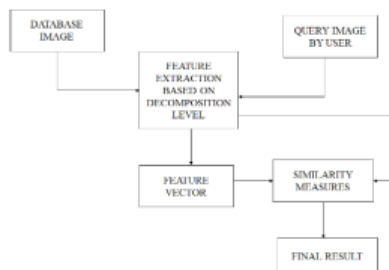 DATABASE
IMAGE
QUERY IMAGE
BY USER
FEATURE
EXTRACTION
BASED ON
DECOMPOSITION
LEVEL
FEATURE
VECTOR
SIMILARITY
MEASURES
FINAL RESULT